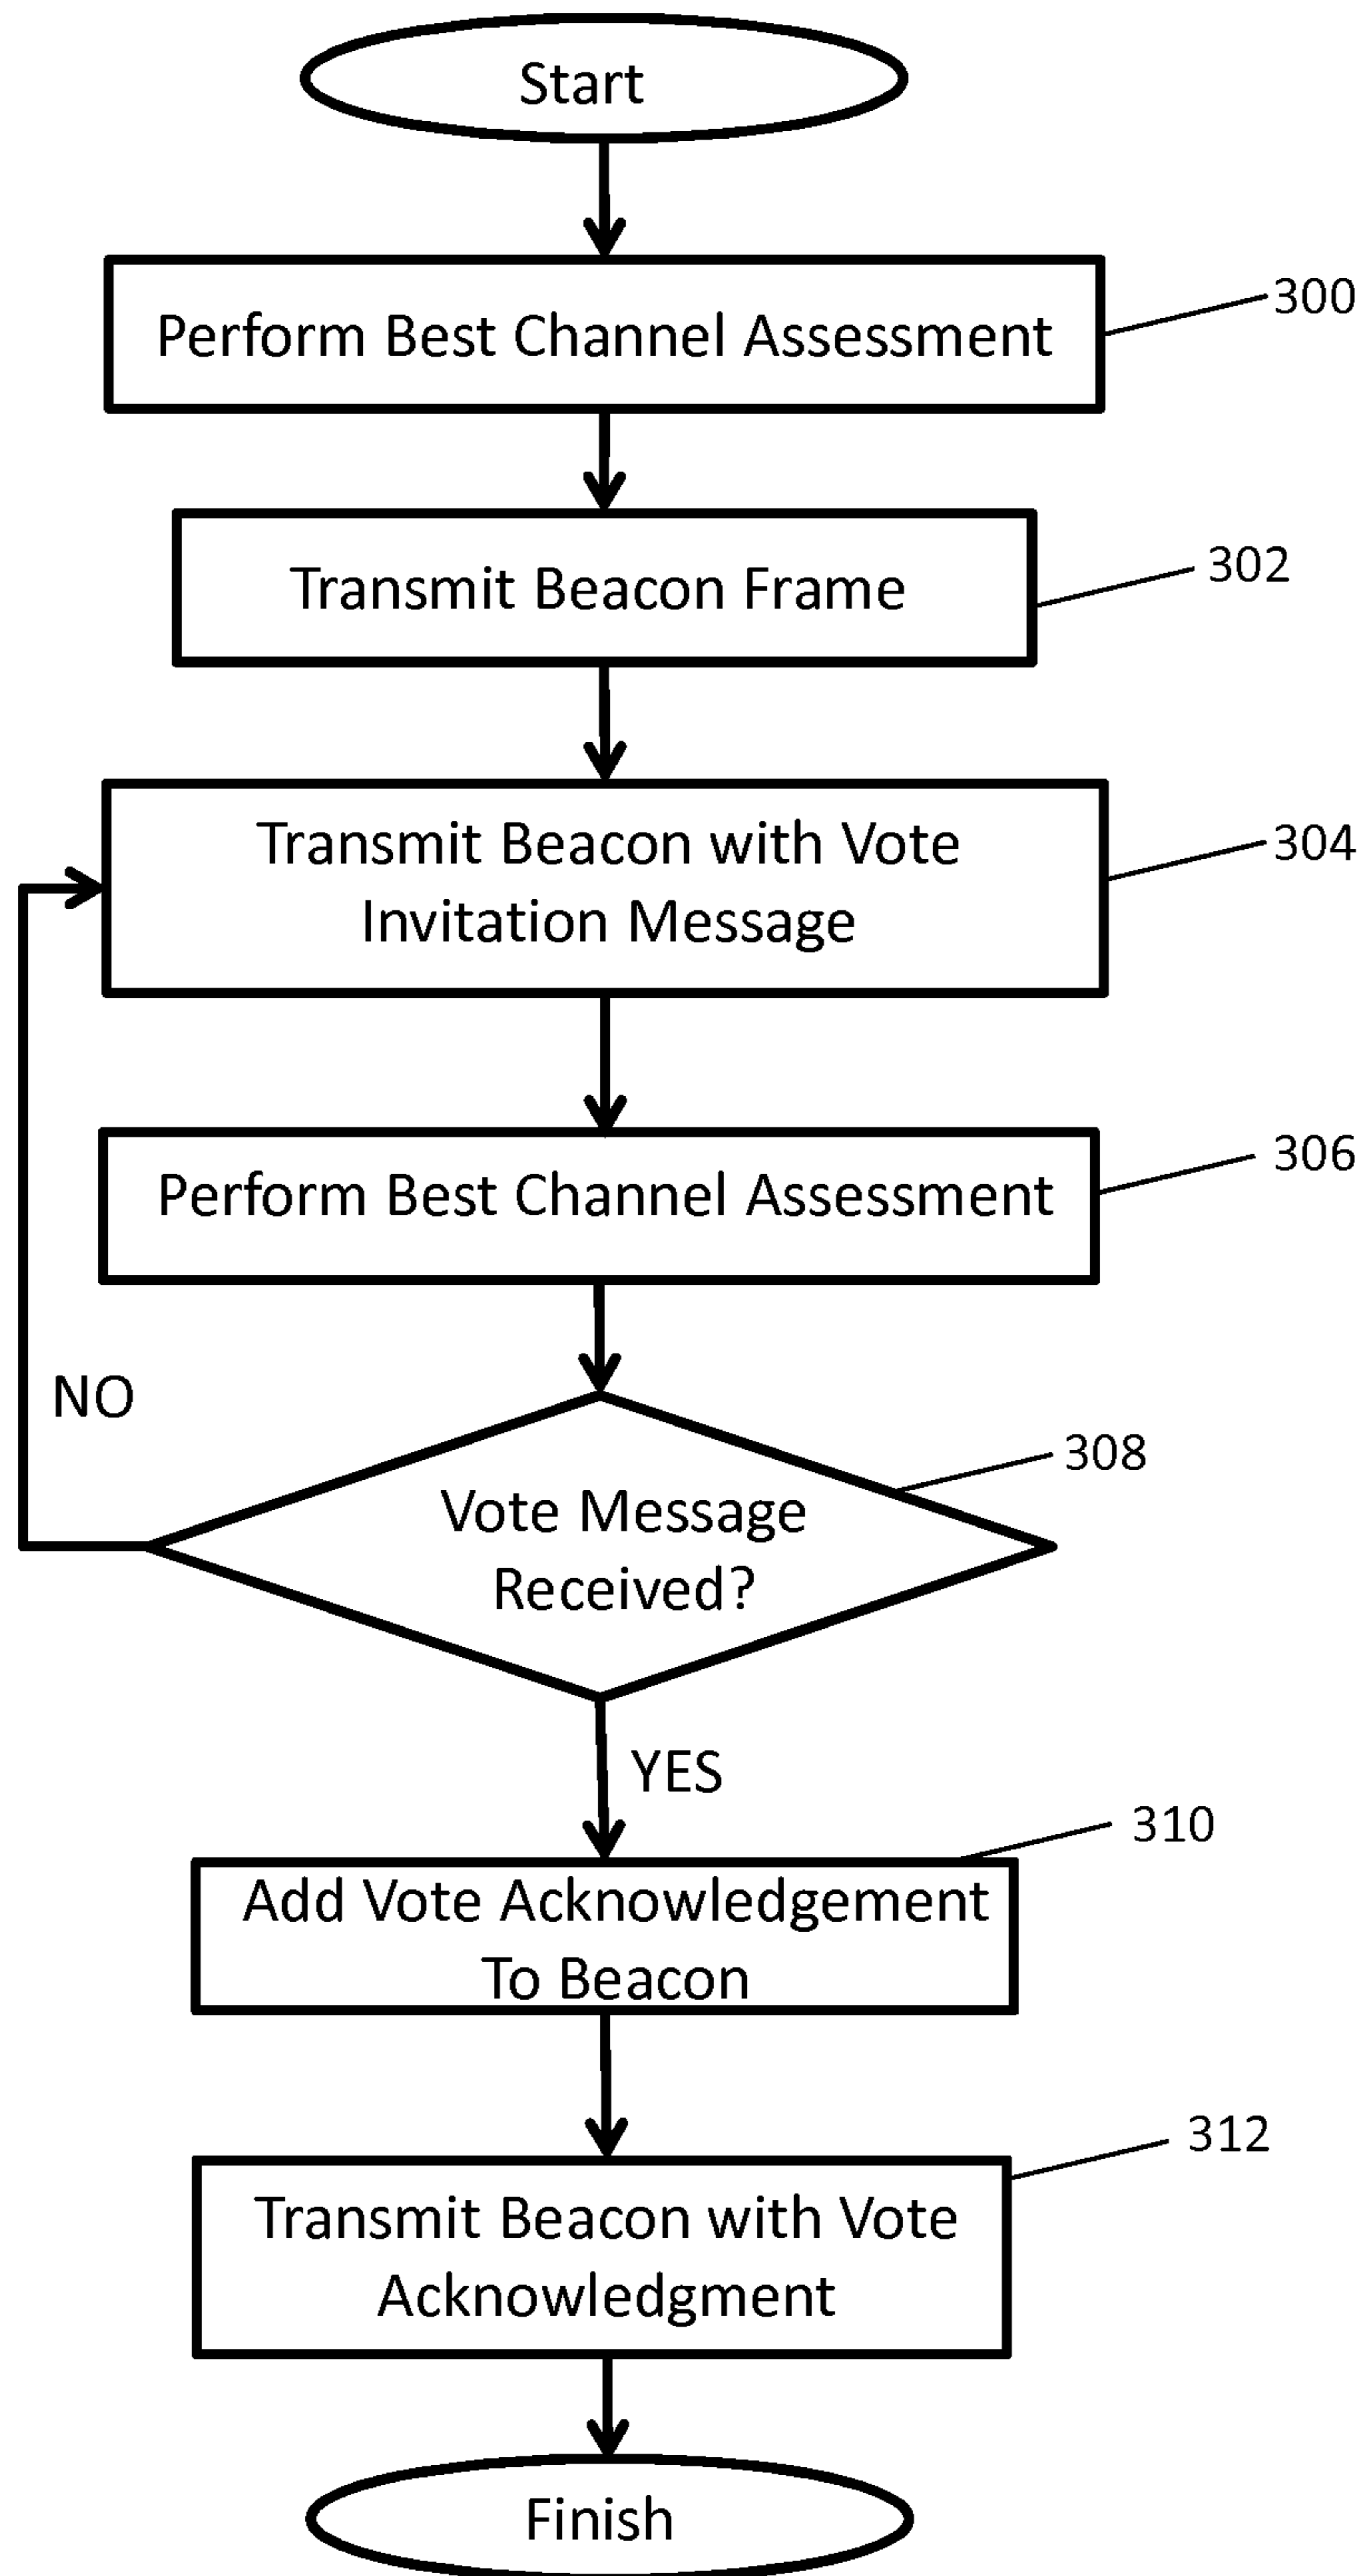 Start
Perform Best Channel Assessment
300
Transmit Beacon Frame
302
Transmit Beacon with Vote
Invitation Message
304
Perform Best Channel Assessment
306
NO
Vote Message
Received?
308
YES
310
Add Vote Acknowledgement
To Beacon
312
Transmit Beacon with Vote
Acknowledgment
Finish